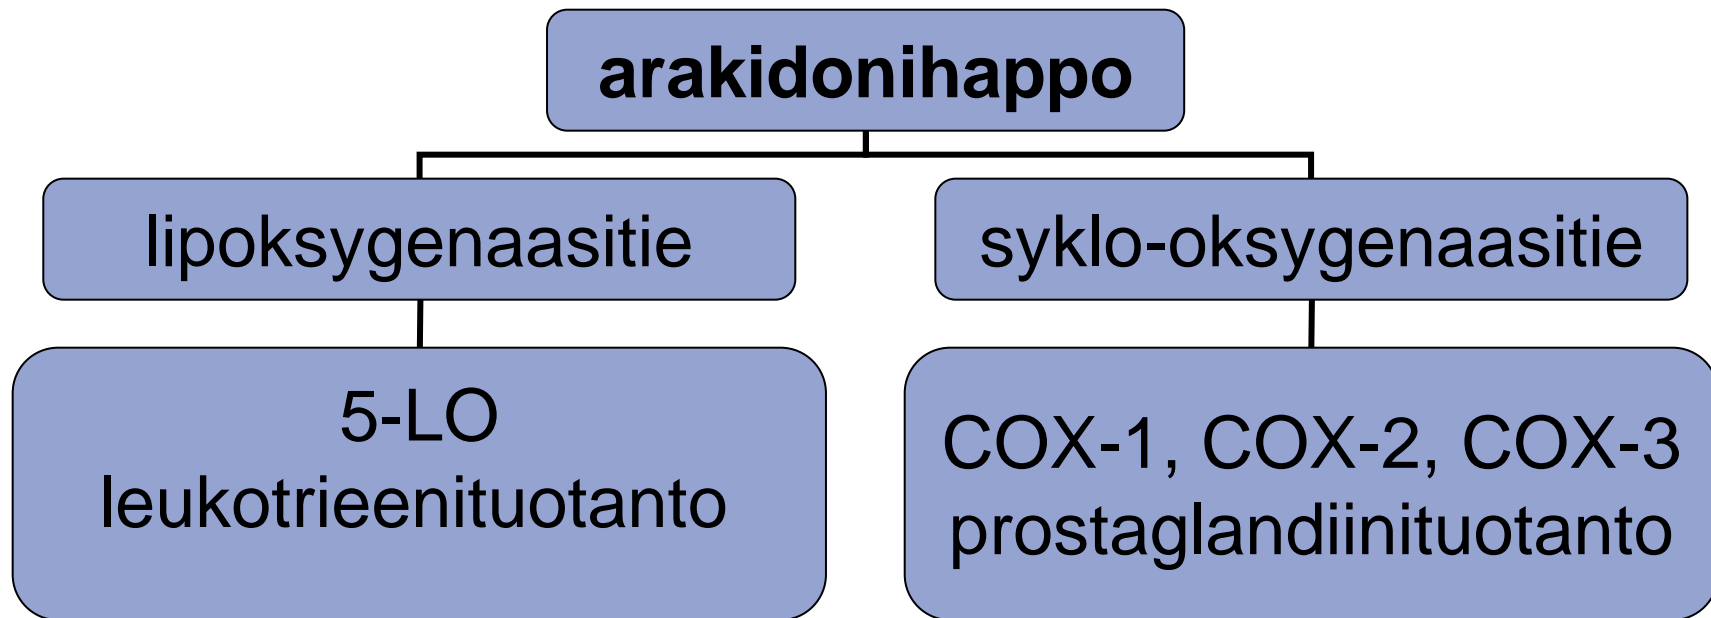 arakidonihappo
lipoksygenaasitie
syklo-oksygenaasitie
5-LO
leukotrieenituotanto
COX-1, COX-2, COX-3
prostaglandiinituotanto